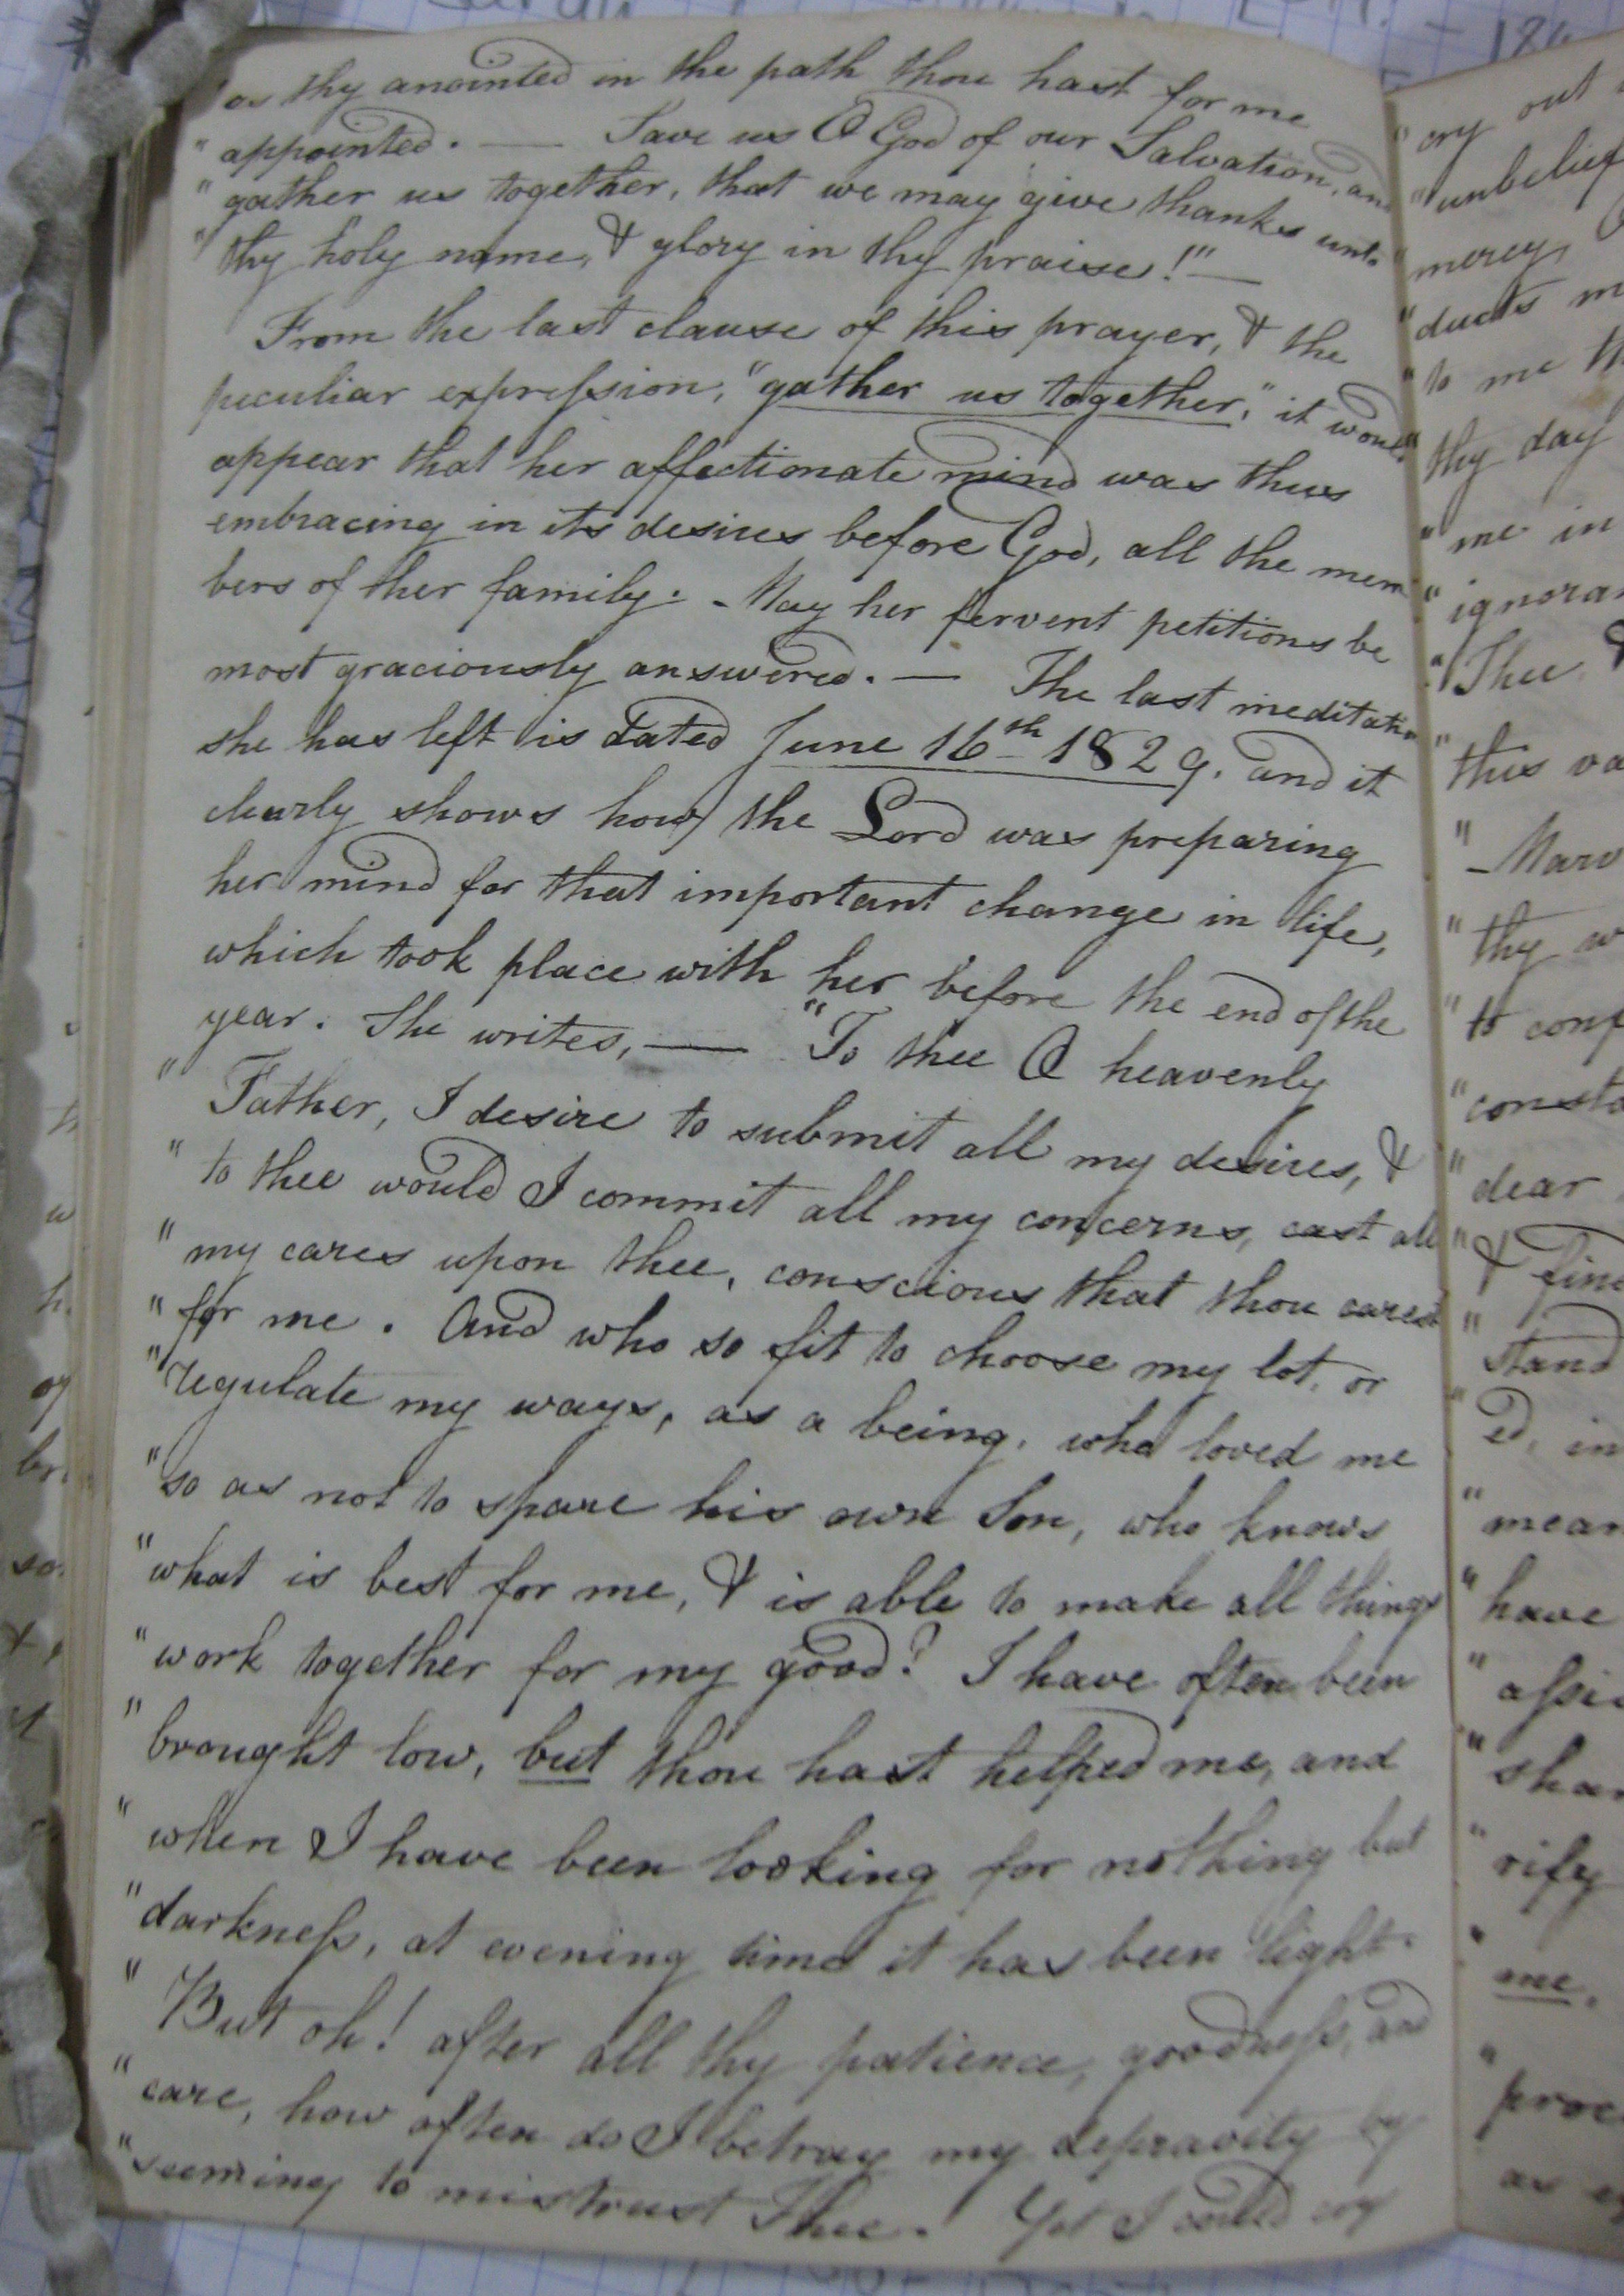 as thy anointed in the path thou hast for me
" appointed. — Save us O God of our Salvation, and
" gather us together, that we may give thanks unto
" thy holy name, & glory in thy praise!" —
From the last clause of this prayer, & the
peculiar expreſsion, "gather us together," it would
appear that her affectionate mind was thus
embracing in its desires before God, all the mem
bers of her family. - May her fervent petitions be
most graciously answered. — The last meditation
she has left is dated June 16th 1829. and it
clearly shows how the Lord was preparing
her mind for that important change in life,
which took place with her before the end of the
year. She writes, — "To thee O heavenly
" Father, I desire to submit all my desires, &
" to thee would I commit all my concerns, cast all
" my cares upon thee, conscious that thou carest
" for me. And who so fit to choose my lot, or
" regulate my ways, as a being, who loved me
" so as not to spare his own Son, who knows
" what is best for me, & is able to make all things
" work together for my good? I have often been
" brought low, but thou hast helped me, and
" when I have been looking for nothing but
" darkneſs, at evening time it has been light.
" But oh! after all thy patience, goodneſs, and
" care, how often do I betray my depravity by
" seeming to mistrust Thee. Yet I could cry
" cry out
" unbelief
" mercy,
" ducts m
" to me th
" thy day
" me in
" ignoran
" Thee, &
" this va
" - Marv
" thy w
" to conf
" consta
" dear
" & fin
" stand
" ed, in
" mean
" have
" aſsi
" sha
" rify
" me,
" proc
as